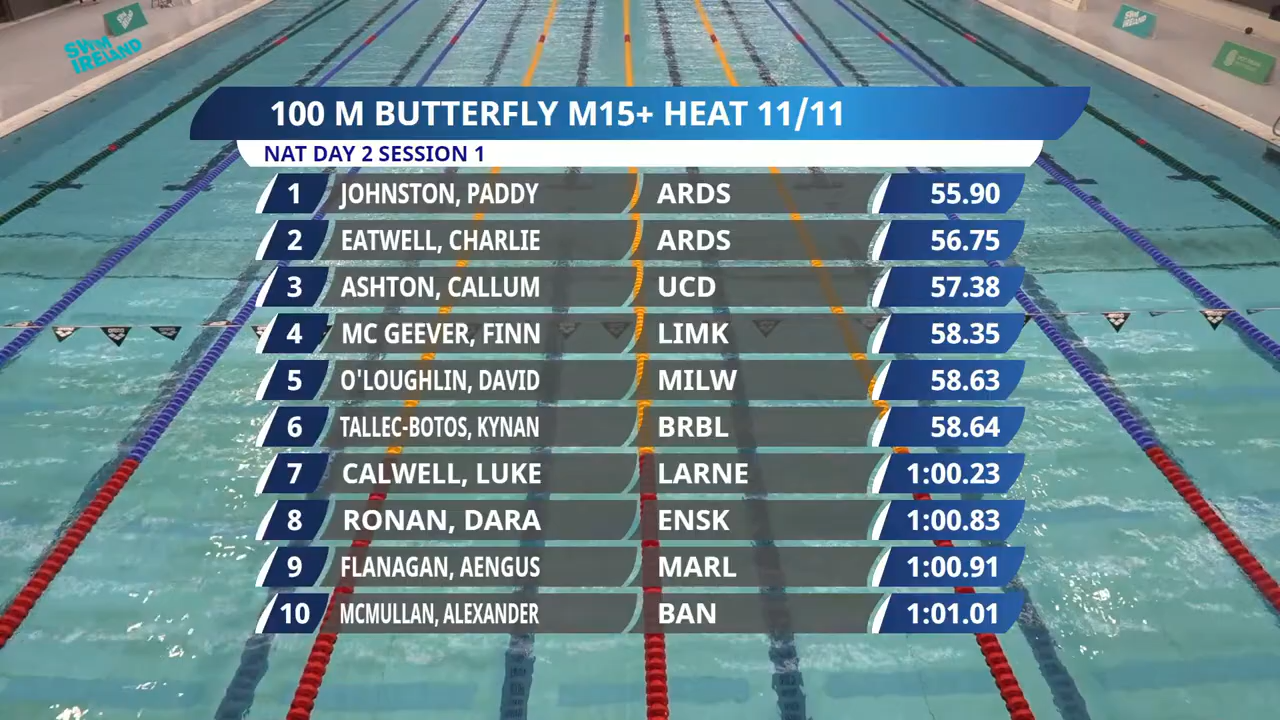 SWIM
IRELAND
100 M BUTTERFLY M15+ HEAT 11/11
NAT DAY 2 SESSION 1
1 JOHNSTON, PADDY ARDS 55.90
2 EATWELL, CHARLIE ARDS 56.75
3 ASHTON, CALLUM UCD 57.38
4 MC GEEVER, FINN LIMK 58.35
5 O'LOUGHLIN, DAVID MILW 58.63
6 TALLEC-BOTOS, KYNAN BRBL 58.64
7 CALWELL, LUKE LARNE 1:00.23
8 RONAN, DARA ENSK 1:00.83
9 FLANAGAN, AENGUS MARL 1:00.91
10 MCMULLAN, ALEXANDER BAN 1:01.01